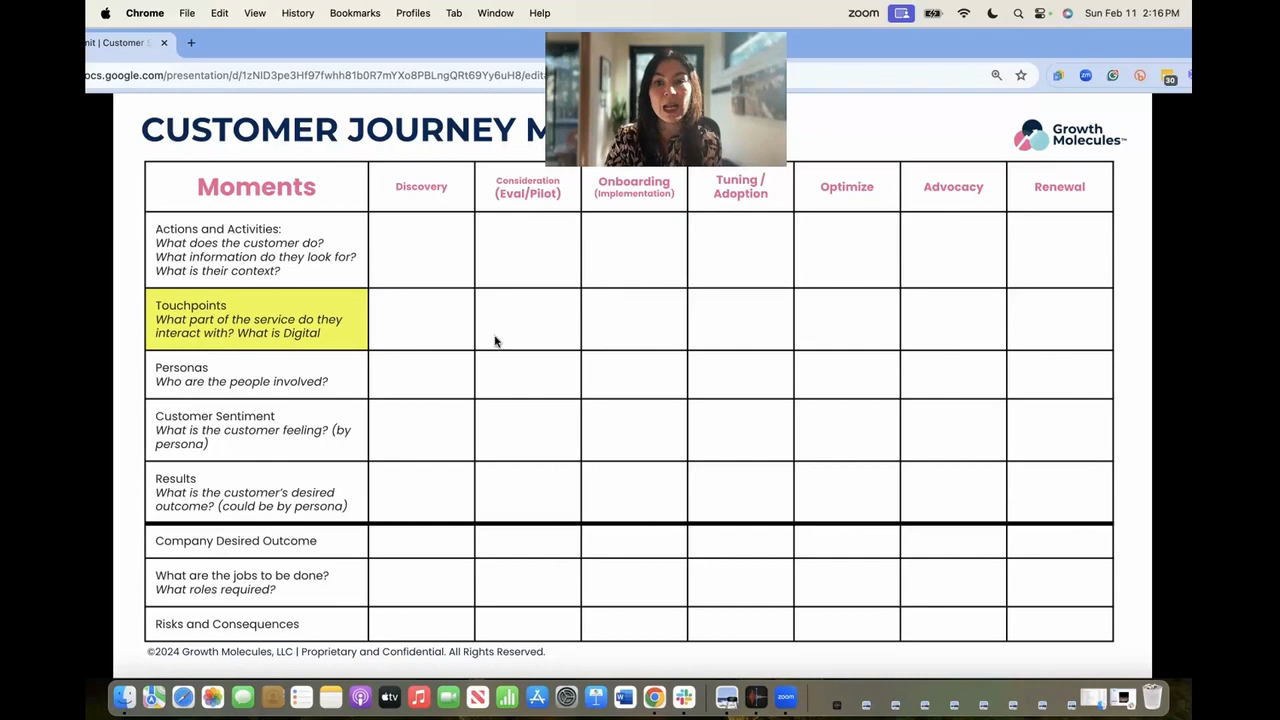 Chrome File Edit View History Bookmarks Profiles Tab Window Help zoom Sun Feb 11 2:16 PM
nit | Customer
ocs.google.com/presentation/d/1zNlD3pe3Hf97fwhh81b0R7mYXo8PBLngQRt69Yy6uH8/edit
30
CUSTOMER JOURNEY M
Growth
Molecules™
Moments
Discovery
Consideration
(Eval/Pilot)
Onboarding
(Implementation)
Tuning /
Adoption
Optimize
Advocacy
Renewal
Actions and Activities:
What does the customer do?
What information do they look for?
What is their context?
Touchpoints
What part of the service do they
interact with? What is Digital
Personas
Who are the people involved?
Customer Sentiment
What is the customer feeling? (by
persona)
Results
What is the customer's desired
outcome? (could be by persona)
Company Desired Outcome
What are the jobs to be done?
What roles required?
Risks and Consequences
©2024 Growth Molecules, LLC | Proprietary and Confidential. All Rights Reserved.
tv
zoom